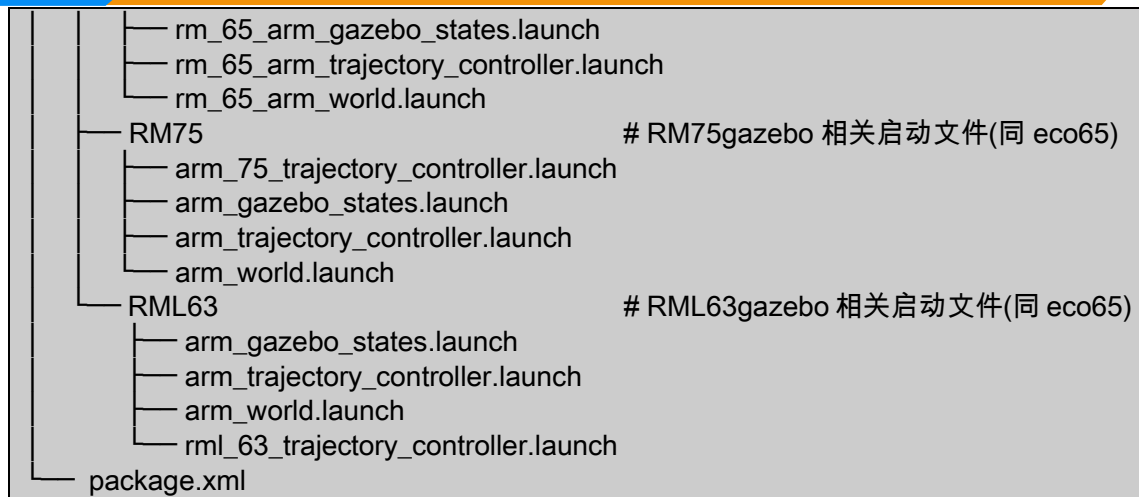 │   │   ├── rm_65_arm_gazebo_states.launch
│   │   ├── rm_65_arm_trajectory_controller.launch
│   │   └── rm_65_arm_world.launch
│   ├── RM75 # RM75gazebo 相关启动文件(同 eco65)
│   │   ├── arm_75_trajectory_controller.launch
│   │   ├── arm_gazebo_states.launch
│   │   ├── arm_trajectory_controller.launch
│   │   └── arm_world.launch
│   └── RML63 # RML63gazebo 相关启动文件(同 eco65)
│       ├── arm_gazebo_states.launch
│       ├── arm_trajectory_controller.launch
│       ├── arm_world.launch
│       └── rml_63_trajectory_controller.launch
└── package.xml